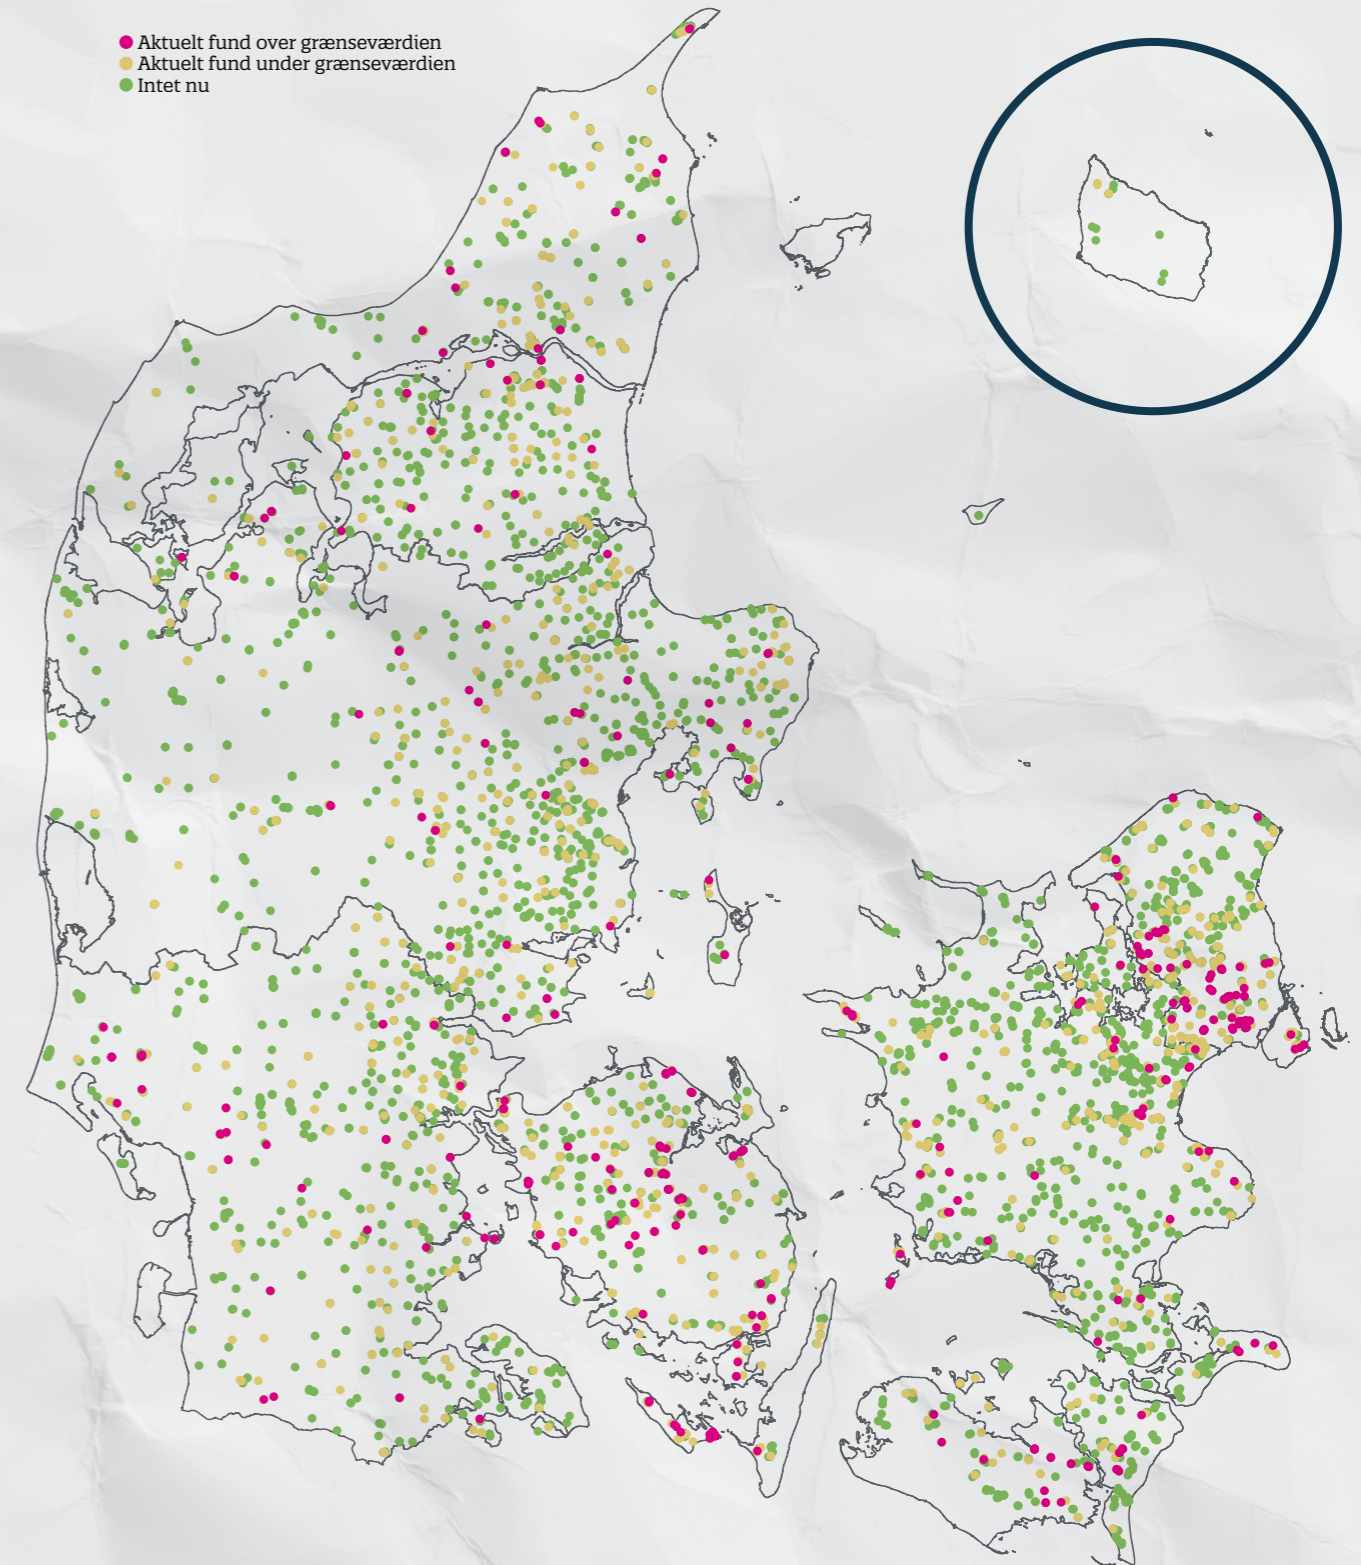 Aktuelt fund over grænseværdien
Aktuelt fund under grænseværdien
Intet nu